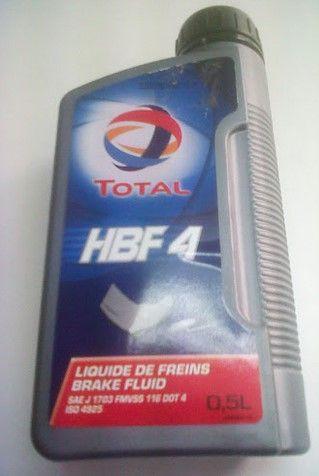 TOTAL
HBF 4
LIQUIDE DE FREINS
BRAKE FLUID
SAE J 1703 FMVSS 116 DOT 4
ISO 4925
0,5L